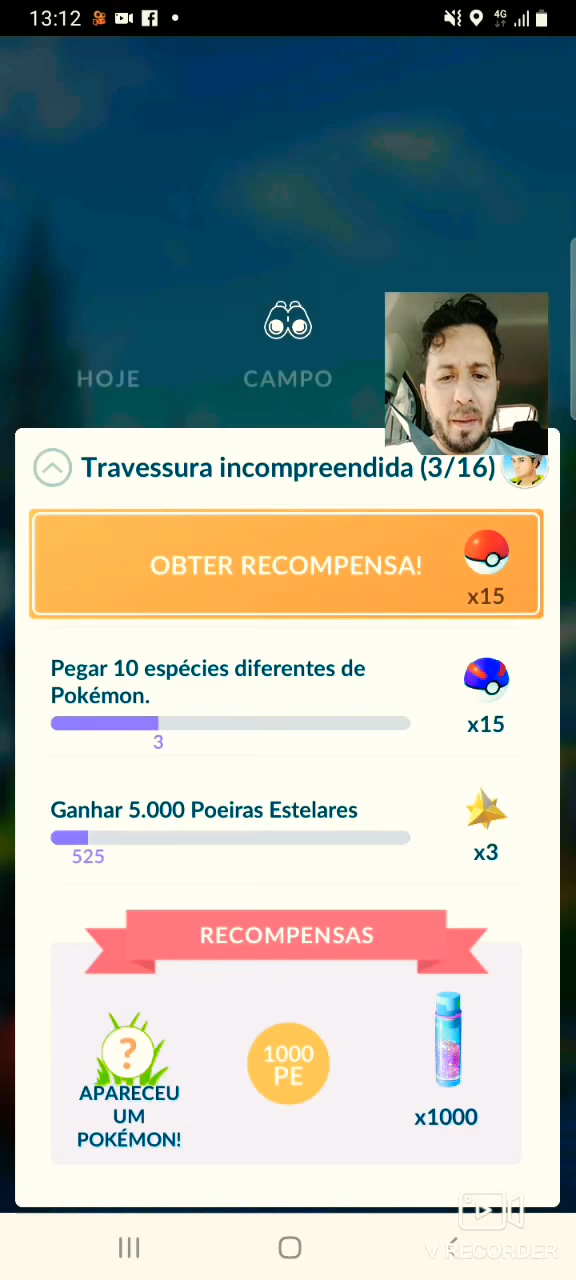 13:12
4G
HOJE
CAMPO
Travessura incompreendida (3/16)
OBTER RECOMPENSA!
x15
Pegar 10 espécies diferentes de
Pokémon.
3
x15
Ganhar 5.000 Poeiras Estelares
525
x3
RECOMPENSAS
?
APARECEU
UM
POKÉMON!
1000
PE
x1000
V RECORDER